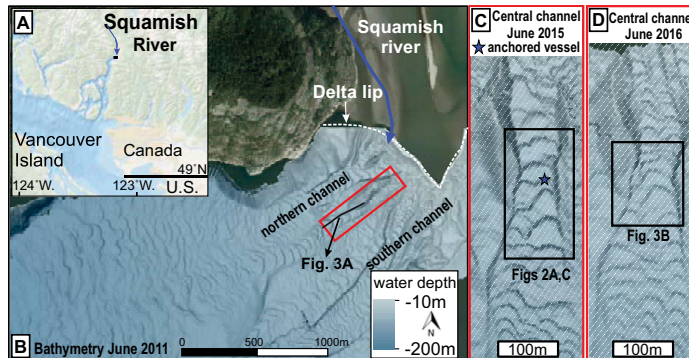 A
Squamish
River
Vancouver
Island
Canada
49°N
U.S.
124°W.
123°W.
Squamish
river
Delta lip
northern channel
southern channel
Fig. 3A
water depth
-10m
N
-200m
B Bathymetry June 2011
0
500
1000m
C Central channel
June 2015
anchored vessel
Figs 2A,C
100m
D Central channel
June 2016
Fig. 3B
100m